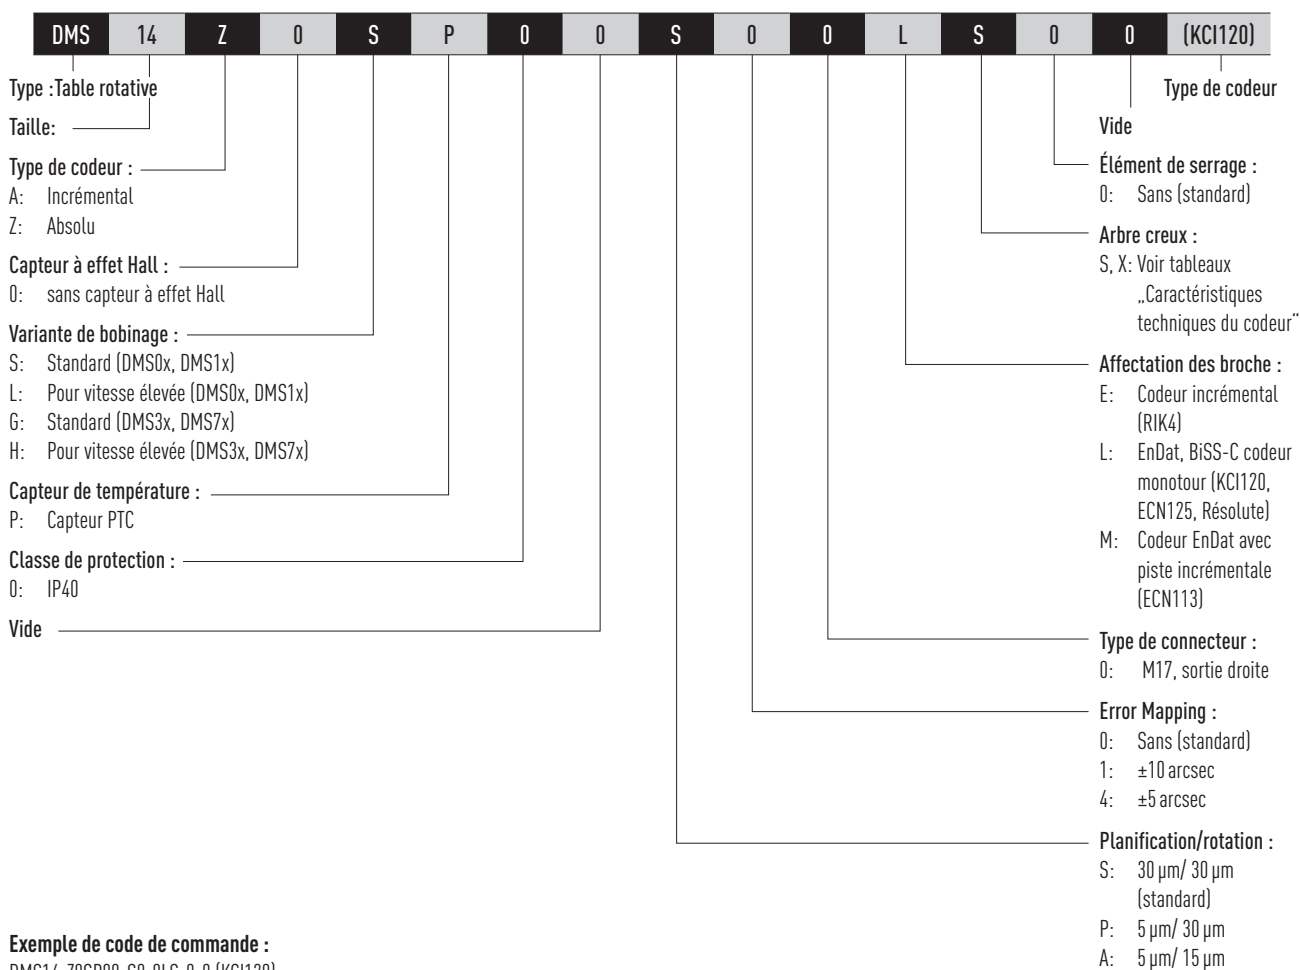 DMS 14 Z 0 S P 0 0 S 0 0 L S 0 0 (KCI120)
Type :Table rotative
Taille:
Type de codeur :
A: Incrémental
Z: Absolu
Capteur à effet Hall :
0: sans capteur à effet Hall
Variante de bobinage :
S: Standard (DMS0x, DMS1x)
L: Pour vitesse élevée (DMS0x, DMS1x)
G: Standard (DMS3x, DMS7x)
H: Pour vitesse élevée (DMS3x, DMS7x)
Capteur de température :
P: Capteur PTC
Classe de protection :
0: IP40
Vide
Type de codeur
Vide
Élément de serrage :
0: Sans (standard)
Arbre creux :
S, X: Voir tableaux
„Caractéristiques
techniques du codeur“
Affectation des broche :
E: Codeur incrémental
(RIK4)
L: EnDat, BiSS-C codeur
monotour (KCI120,
ECN125, Résolute)
M: Codeur EnDat avec
piste incrémentale
(ECN113)
Type de connecteur :
0: M17, sortie droite
Error Mapping :
0: Sans (standard)
1: ±10 arcsec
4: ±5 arcsec
Planification/rotation :
S: 30 µm/ 30 µm
(standard)
P: 5 µm/ 30 µm
A: 5 µm/ 15 µm
Exemple de code de commande :